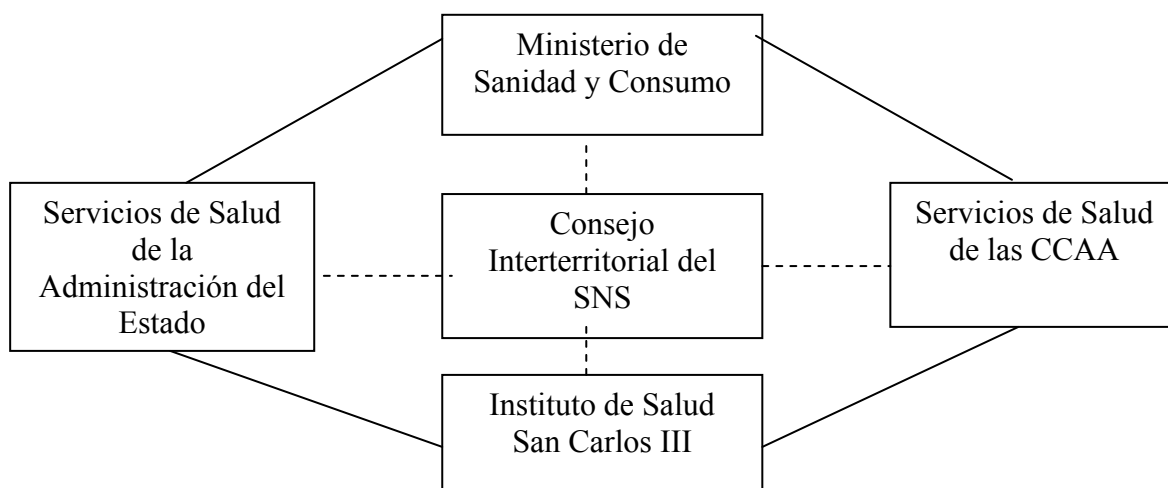 Ministerio de
Sanidad y Consumo
Servicios de Salud
de la
Administración del
Estado
Consejo
Interterritorial del
SNS
Servicios de Salud
de las CCAA
Instituto de Salud
San Carlos III